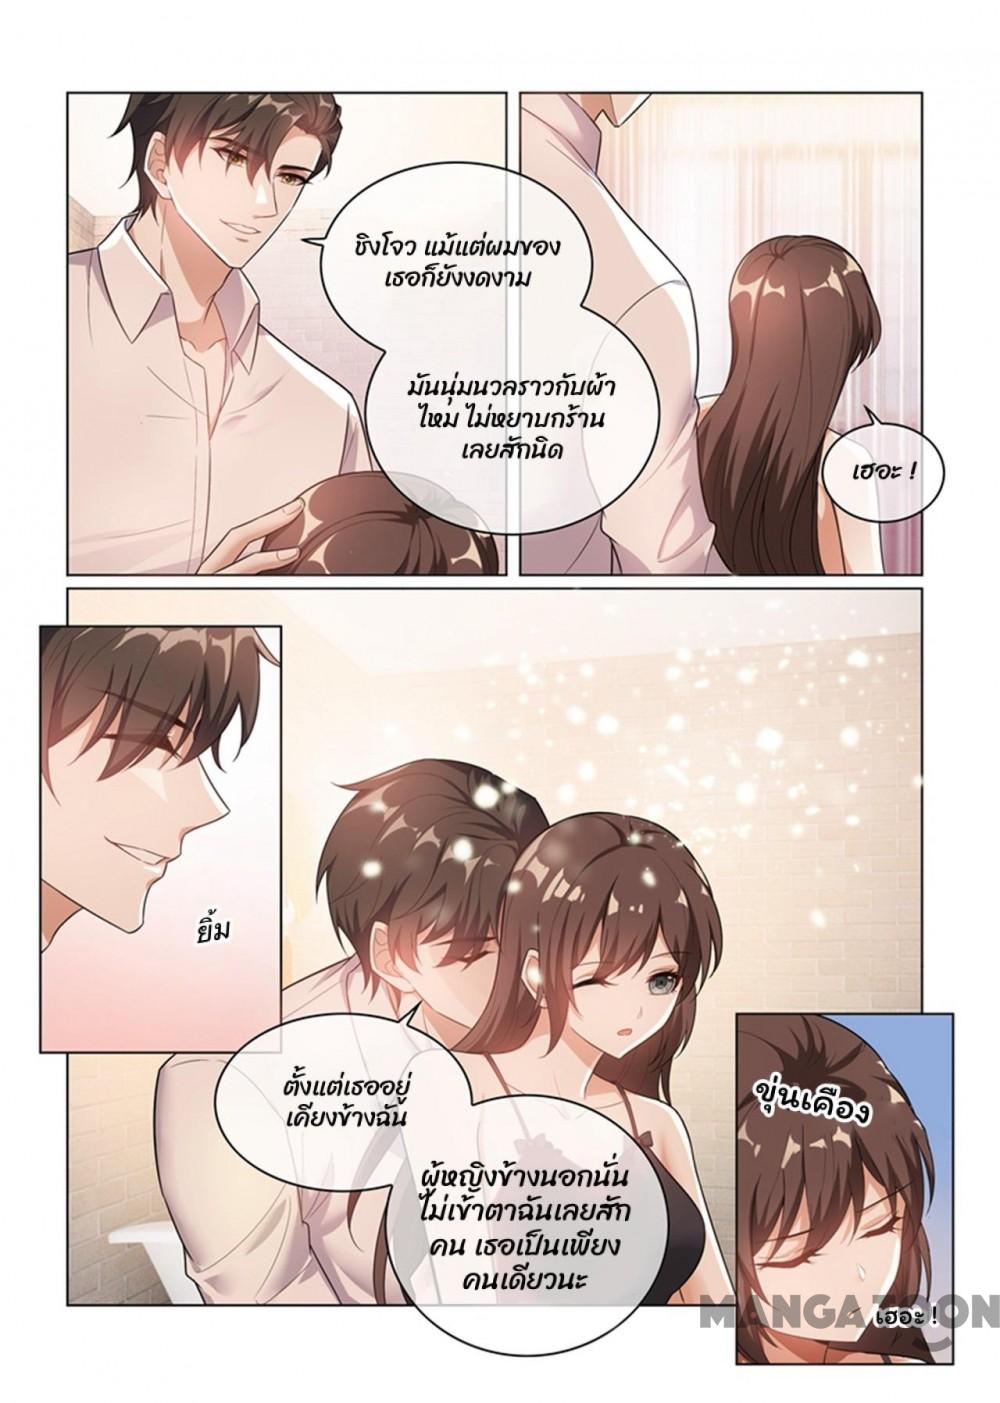 ชิงโจว แม้แต่ผมของ
เธอก็ยังงดงาม
มันนุ่มนวลราวกับผ้า
ไหม ไม่หยาบกร้าน
เลยสักนิด
เฮอะ !
ยิ้ม
ตั้งแต่เธออยู่
เคียงข้างฉัน
ผู้หญิงข้างนอกนั่น
ไม่เข้าตาฉันเลยสัก
คน เธอเป็นเพียง
คนเดียวนะ
ขุ่นเคือง
เฮอะ !
MANGATOON